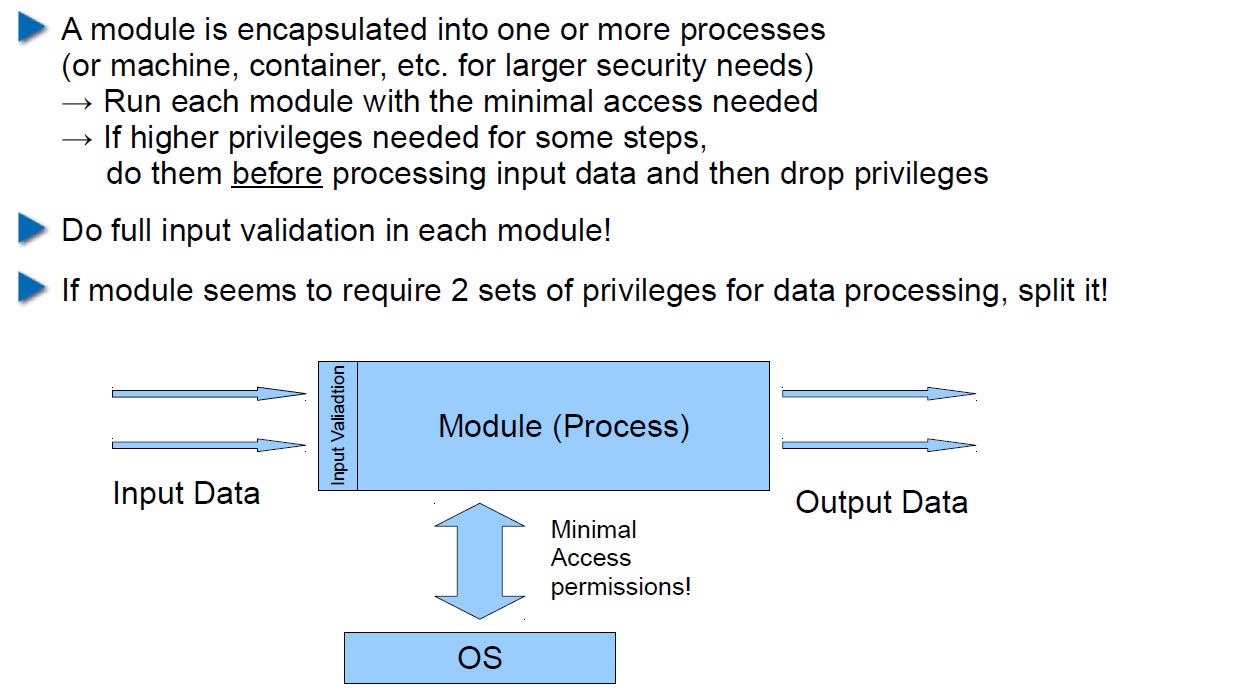 A module is encapsulated into one or more processes
(or machine, container, etc. for larger security needs)
→ Run each module with the minimal access needed
→ If higher privileges needed for some steps,
do them before processing input data and then drop privileges
Do full input validation in each module!
If module seems to require 2 sets of privileges for data processing, split it!
Input Valiadtion
Module (Process)
Input Data
Output Data
Minimal
Access
permissions!
OS